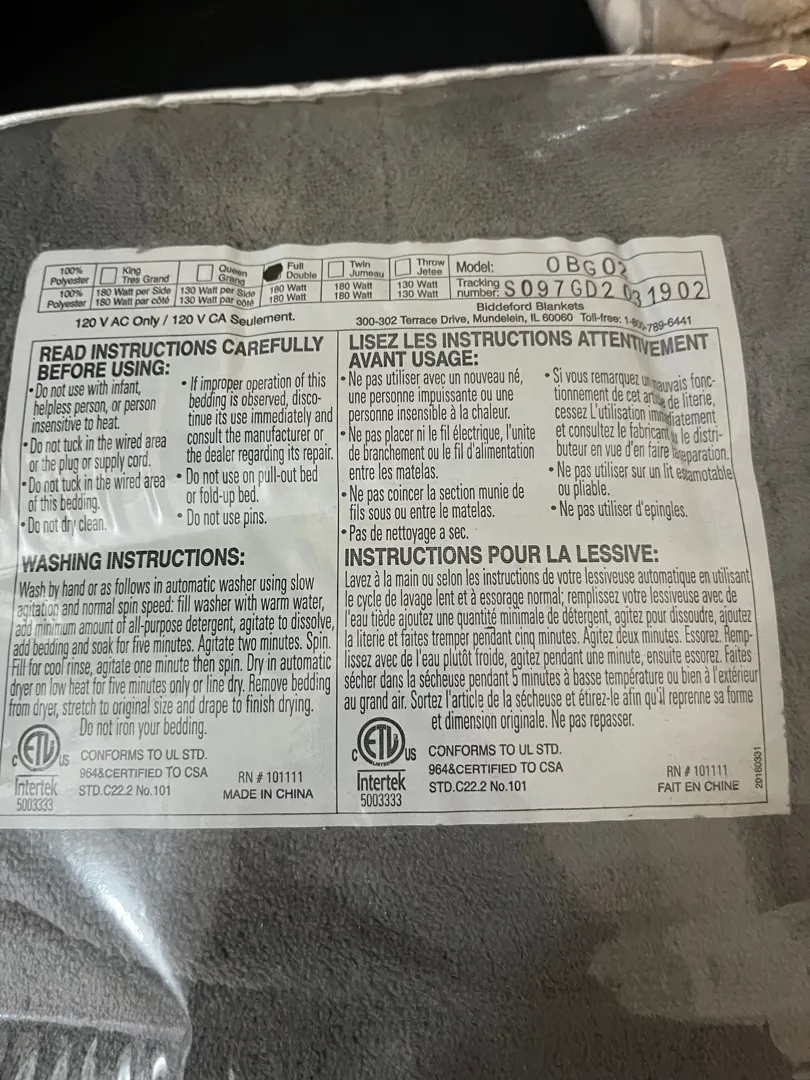 100% Polyester
King Tres Grand
Queen Grand
Full Double
Twin Jumeau
Throw Jetee
Model: OBG02
100% Polyester
180 Watt per Side
180 Watt par côté
130 Watt per Side
130 Watt par côté
180 Watt
180 Watt
180 Watt
180 Watt
130 Watt
130 Watt
Tracking number: S097GD2 031902
120 V AC Only / 120 V CA Seulement.
Biddeford Blankets
300-302 Terrace Drive, Mundelein, IL 60060 Toll-free: 1-800-789-6441
READ INSTRUCTIONS CAREFULLY
BEFORE USING:
• Do not use with infant,
helpless person, or person
insensitive to heat.
• Do not tuck in the wired area
or the plug or supply cord.
• Do not tuck in the wired area
of this bedding.
• Do not dry clean.
• If improper operation of this
bedding is observed, disco-
tinue its use immediately and
consult the manufacturer or
the dealer regarding its repair.
• Do not use on pull-out bed
or fold-up bed.
• Do not use pins.
WASHING INSTRUCTIONS:
Wash by hand or as follows in automatic washer using slow
agitation and normal spin speed: fill washer with warm water,
add minimum amount of all-purpose detergent, agitate to dissolve,
add bedding and soak for five minutes. Agitate two minutes. Spin.
Fill for cool rinse, agitate one minute then spin. Dry in automatic
dryer on low heat for five minutes only or line dry. Remove bedding
from dryer, stretch to original size and drape to finish drying.
Do not iron your bedding.
c ETL us
LISTED
Intertek
5003333
CONFORMS TO UL STD.
964&CERTIFIED TO CSA
STD.C22.2 No.101
RN # 101111
MADE IN CHINA
LISEZ LES INSTRUCTIONS ATTENTIVEMENT
AVANT USAGE:
• Ne pas utiliser avec un nouveau né,
une personne impuissante ou une
personne insensible à la chaleur.
• Ne pas placer ni le fil électrique, l'unite
de branchement ou le fil d'alimentation
entre les matelas.
• Ne pas coincer la section munie de
fils sous ou entre le matelas.
• Pas de nettoyage a sec.
• Si vous remarquez un mauvais fonc-
tionnement de cet article de literie,
cessez L'utilisation immediatement
et consultez le fabricant le distri-
buteur en vue d'en faire reparation.
• Ne pas utiliser sur un lit escamotable
ou pliable.
• Ne pas utiliser d'epingles.
INSTRUCTIONS POUR LA LESSIVE:
Lavez à la main ou selon les instructions de votre lessiveuse automatique en utilisant
le cycle de lavage lent et à essorage normal; remplissez votre lessiveuse avec de
l'eau tiède ajoutez une quantité minimale de détergent, agitez pour dissoudre, ajoutez
la literie et faites tremper pendant cinq minutes. Agitez deux minutes. Essorez. Remp-
lissez avec de l'eau plutôt froide, agitez pendant une minute, ensuite essorez. Faites
sécher dans la sécheuse pendant 5 minutes à basse température ou bien à l'extérieur
au grand air. Sortez l'article de la sécheuse et étirez-le afin qu'il reprenne sa forme
et dimension originale. Ne pas repasser.
c ETL us
LISTED
Intertek
5003333
CONFORMS TO UL STD.
964&CERTIFIED TO CSA
STD.C22.2 No.101
RN # 101111
FAIT EN CHINE
20160331